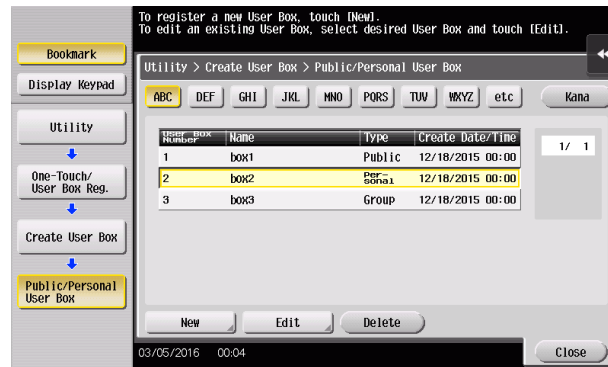 To register a new User Box, touch [New].
To edit an existing User Box, select desired User Box and touch [Edit].
Bookmark
Display Keypad
Utility
One-Touch/
User Box Reg.
Create User Box
Public/Personal
User Box
Utility > Create User Box > Public/Personal User Box
ABC DEF GHI JKL MNO PQRS TUV WXYZ etc Kana
User Box
Number Name Type Create Date/Time
1 box1 Public 12/18/2015 00:00
2 box2 Per-
sonal 12/18/2015 00:00
3 box3 Group 12/18/2015 00:00
1/ 1
New Edit Delete
03/05/2016 00:04 Close